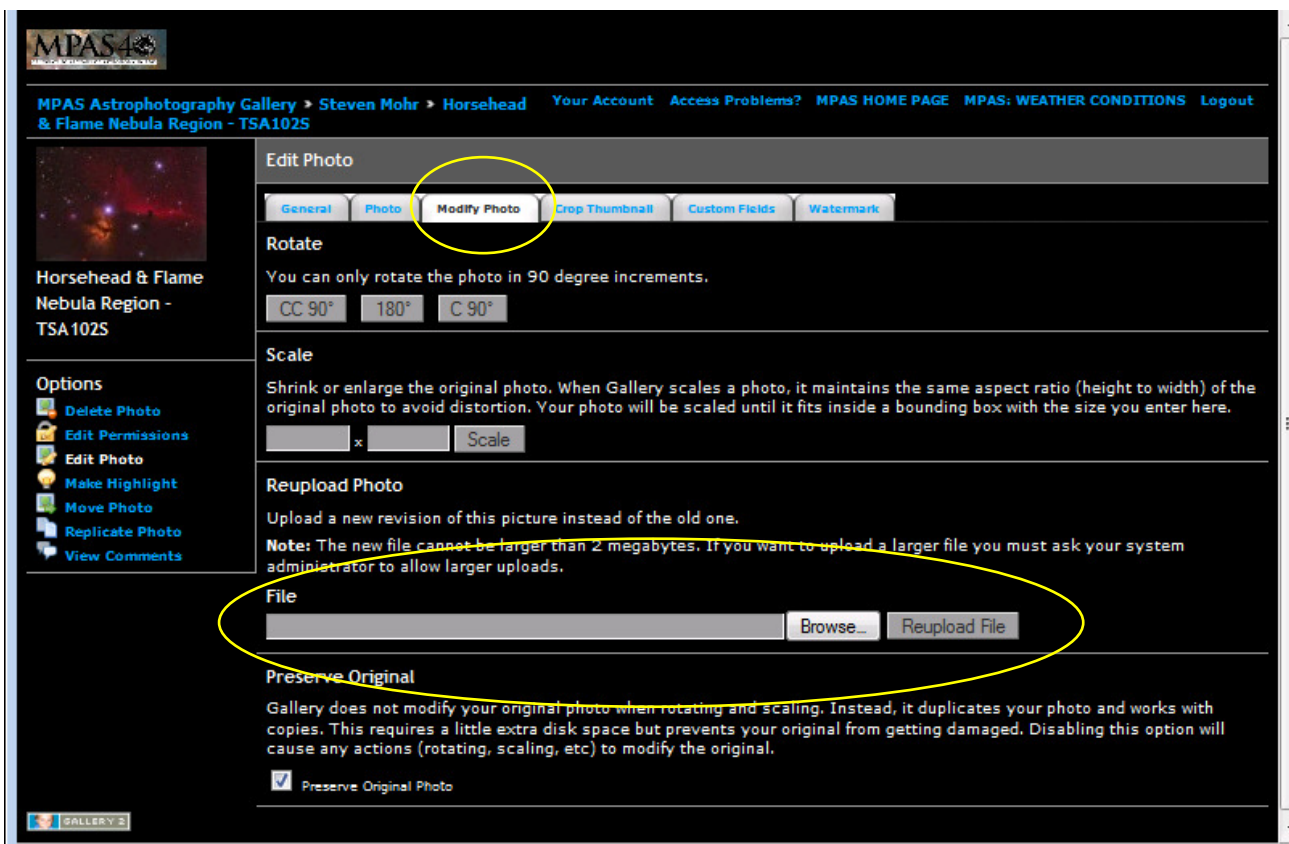 MPAS4
MPAS Astrophotography Gallery › Steven Mohr › Horsehead
& Flame Nebula Region - TSA102S
Your Account Access Problems? MPAS HOME PAGE MPAS: WEATHER CONDITIONS Logout
Horsehead & Flame
Nebula Region -
TSA102S
Options
Delete Photo
Edit Permissions
Edit Photo
Make Highlight
Move Photo
Replicate Photo
View Comments
Edit Photo
General Photo Modify Photo Crop Thumbnail Custom Fields Watermark
Rotate
You can only rotate the photo in 90 degree increments.
CC 90° 180° C 90°
Scale
Shrink or enlarge the original photo. When Gallery scales a photo, it maintains the same aspect ratio (height to width) of the
original photo to avoid distortion. Your photo will be scaled until it fits inside a bounding box with the size you enter here.
x Scale
Reupload Photo
Upload a new revision of this picture instead of the old one.
Note: The new file cannot be larger than 2 megabytes. If you want to upload a larger file you must ask your system
administrator to allow larger uploads.
File
Browse... Reupload File
Preserve Original
Gallery does not modify your original photo when rotating and scaling. Instead, it duplicates your photo and works with
copies. This requires a little extra disk space but prevents your original from getting damaged. Disabling this option will
cause any actions (rotating, scaling, etc) to modify the original.
Preserve Original Photo
GALLERY 2